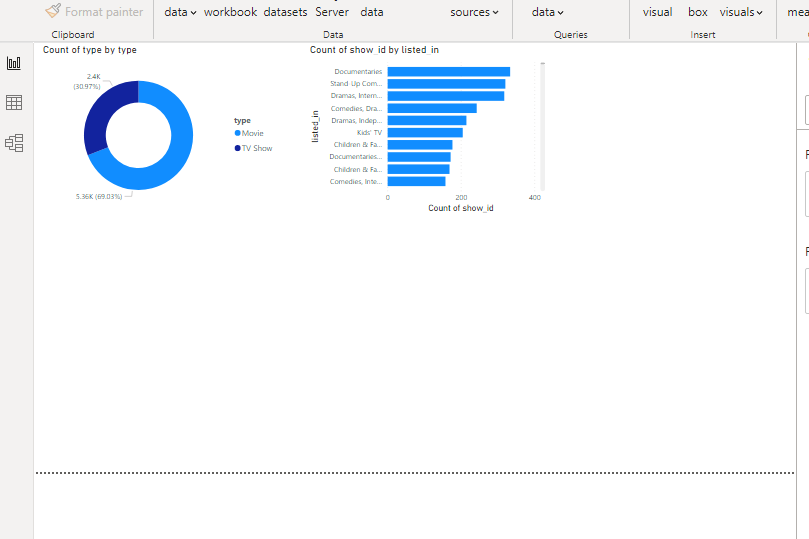 Format painter
data workbook datasets Server data
sources
data
visual box visuals
mea
Clipboard
Data
Queries
Insert
Count of type by type
2.4K
(30.97%)
5.36K (69.03%)
type
Movie
TV Show
Count of show_id by listed_in
listed_in
Documentaries
Stand-Up Com...
Dramas, Intern...
Comedies, Dra...
Dramas, Indep...
Kids' TV
Children & Fa...
Documentaries...
Children & Fa...
Comedies, Inte...
0 200 400
Count of show_id